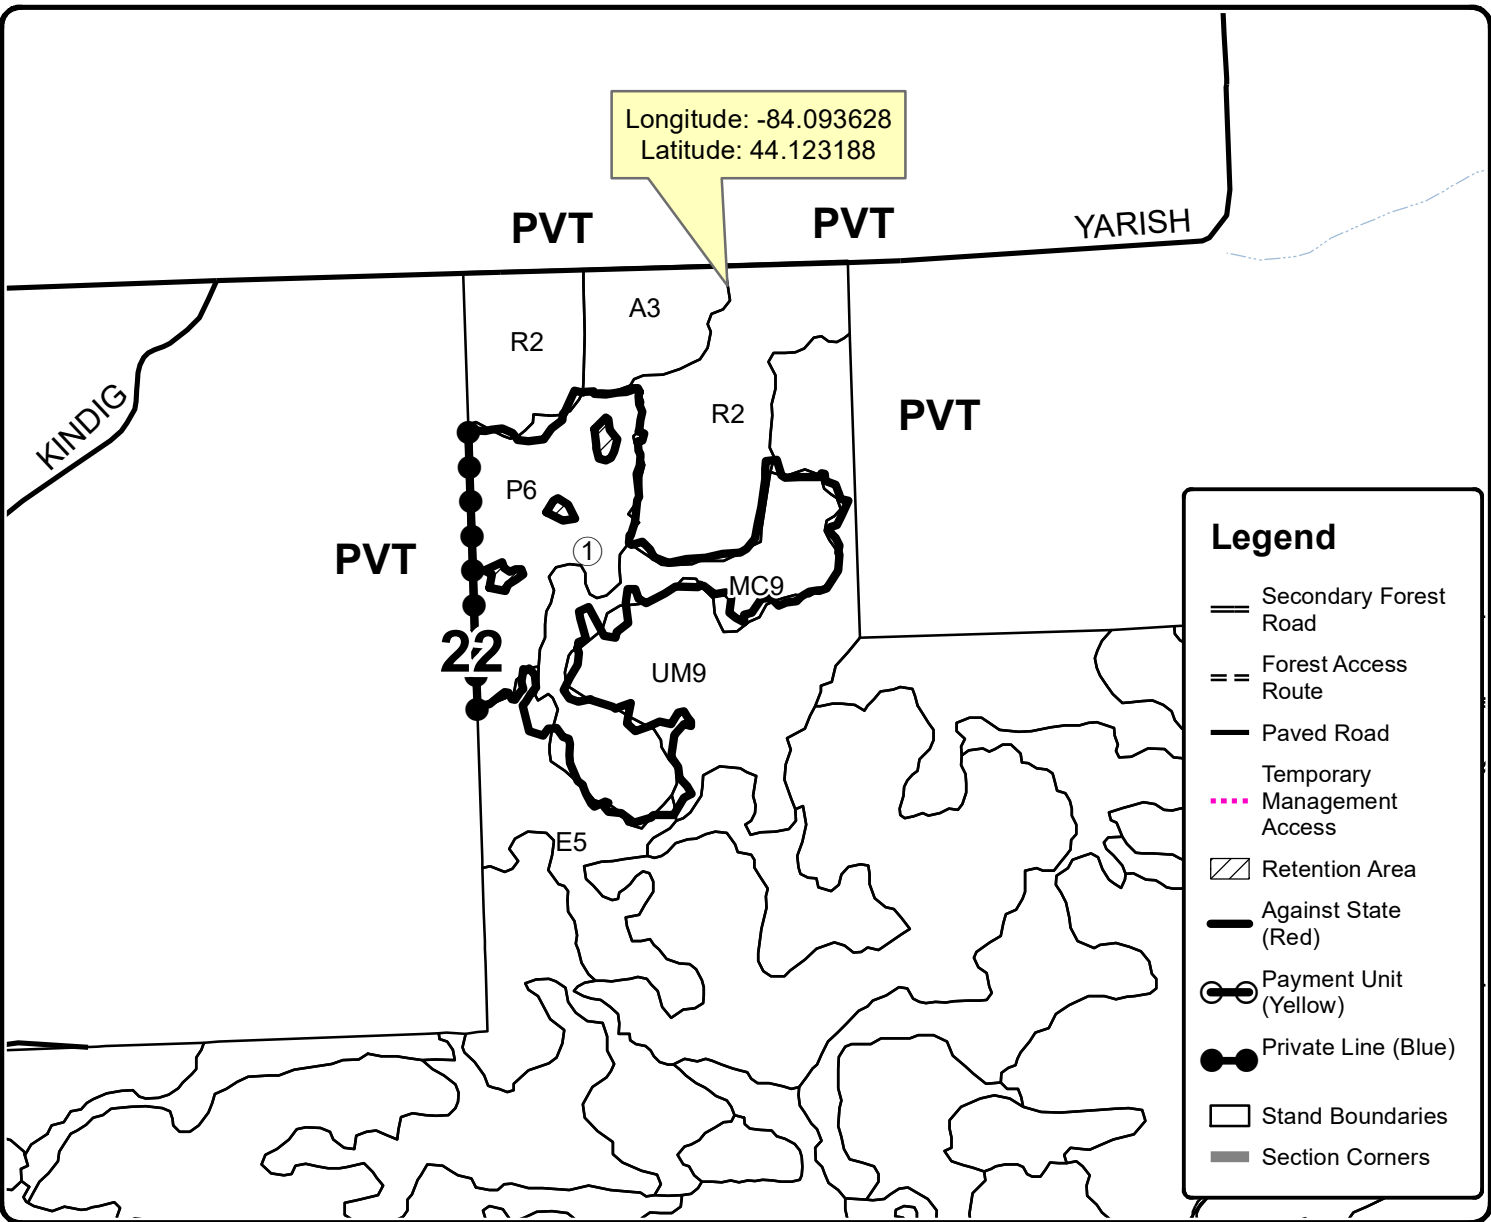 Longitude: -84.093628
Latitude: 44.123188
PVT
PVT
YARISH
A3
R2
KINDIG
R2
PVT
P6
1
PVT
MC9
22
UM9
E5
Legend
Secondary Forest
Road
Forest Access
Route
Paved Road
Temporary
Management
Access
Retention Area
Against State
(Red)
Payment Unit
(Yellow)
Private Line (Blue)
Stand Boundaries
Section Corners